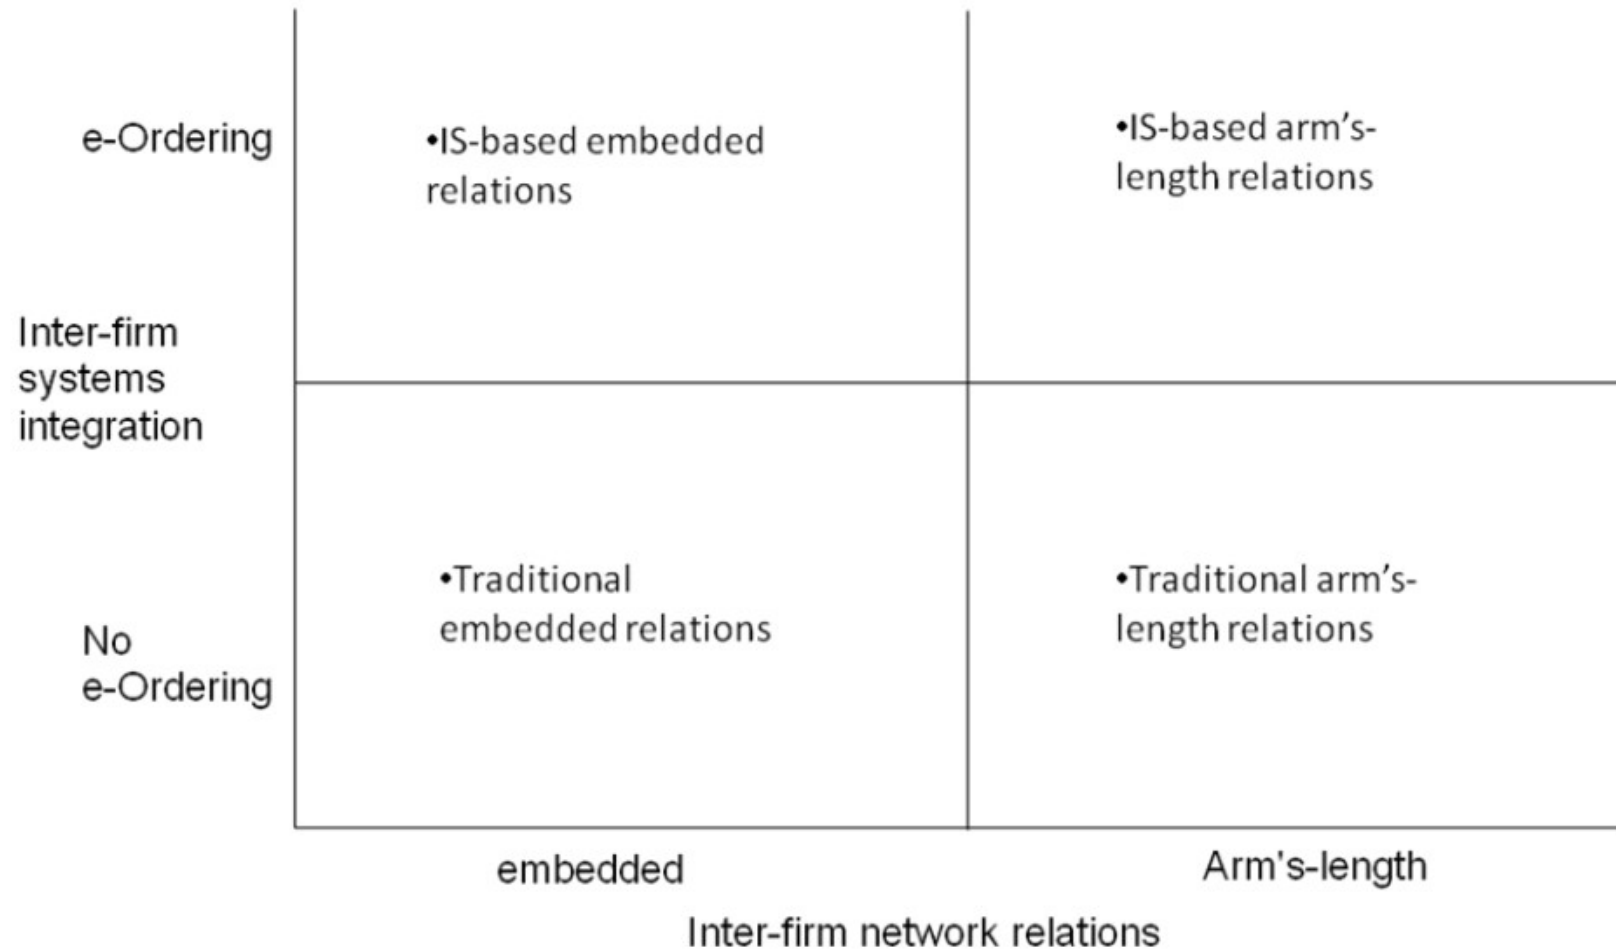 e-Ordering
•IS-based embedded
relations
•IS-based arm's-
length relations
Inter-firm
systems
integration
No
e-Ordering
•Traditional
embedded relations
•Traditional arm's-
length relations
embedded
Arm's-length
Inter-firm network relations